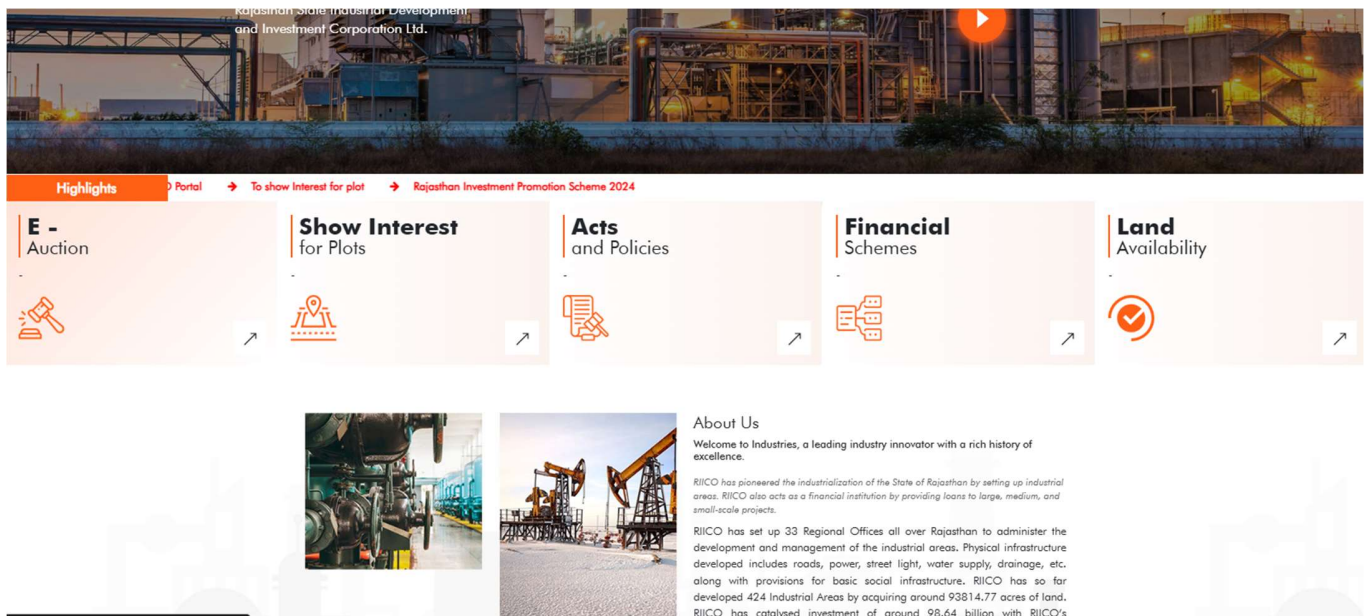 Rajasthan State Industrial Development
and Investment Corporation Ltd.
Highlights
Portal → To show Interest for plot → Rajasthan Investment Promotion Scheme 2024
E -
Auction
-
Show Interest
for Plots
-
Acts
and Policies
-
Financial
Schemes
-
Land
Availability
-
About Us
Welcome to Industries, a leading industry innovator with a rich history of
excellence.
RIICO has pioneered the industrialization of the State of Rajasthan by setting up industrial
areas. RIICO also acts as a financial institution by providing loans to large, medium, and
small-scale projects.
RIICO has set up 33 Regional Offices all over Rajasthan to administer the
development and management of the industrial areas. Physical infrastructure
developed includes roads, power, street light, water supply, drainage, etc.
along with provisions for basic social infrastructure. RIICO has so far
developed 424 Industrial Areas by acquiring around 93814.77 acres of land.
RIICO has catalysed investment of around 98.64 billion with RIICO's